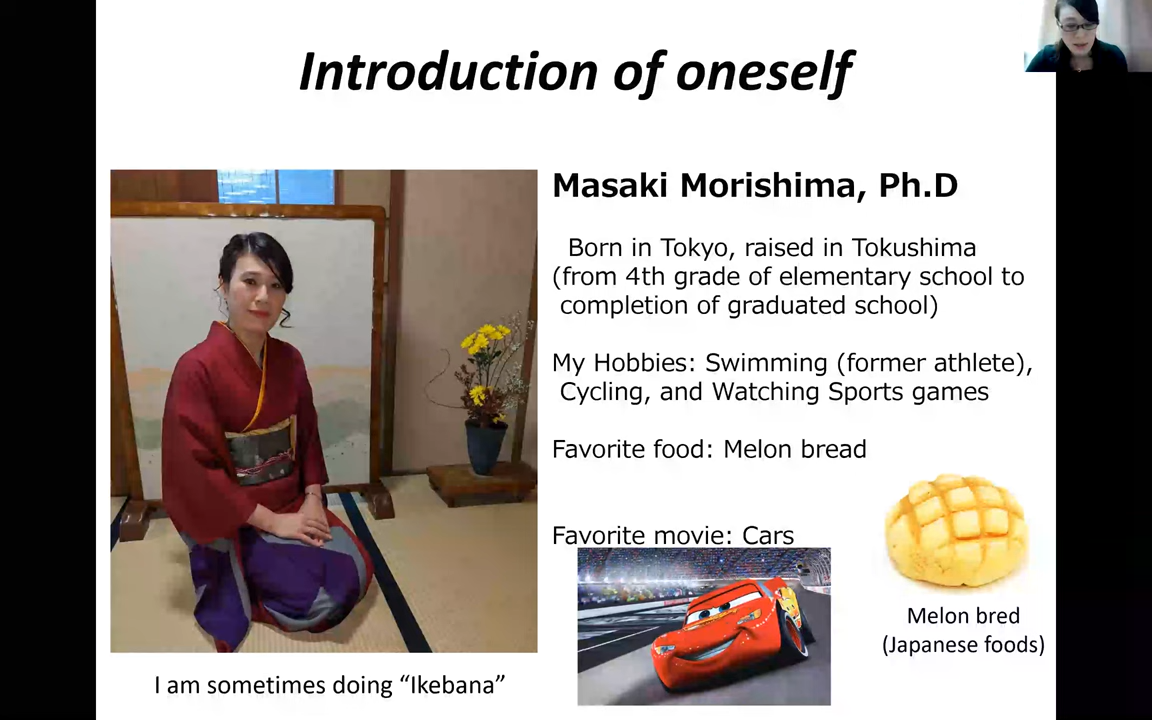 Introduction of oneself
Masaki Morishima, Ph.D
Born in Tokyo, raised in Tokushima
(from 4th grade of elementary school to
completion of graduated school)
My Hobbies: Swimming (former athlete),
Cycling, and Watching Sports games
Favorite food: Melon bread
Favorite movie: Cars
Melon bred
(Japanese foods)
I am sometimes doing “Ikebana”